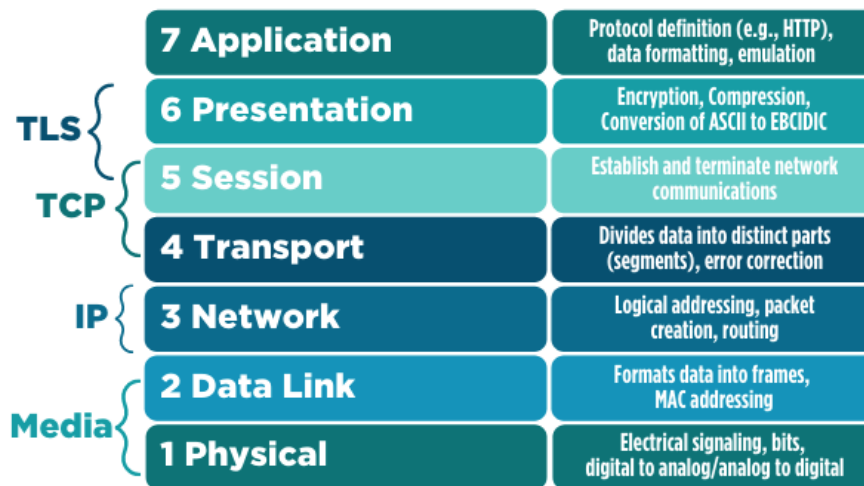 7 Application
Protocol definition (e.g., HTTP),
data formatting, emulation
TLS
6 Presentation
Encryption, Compression,
Conversion of ASCII to EBCIDIC
5 Session
Establish and terminate network
communications
TCP
4 Transport
Divides data into distinct parts
(segments), error correction
IP
3 Network
Logical addressing, packet
creation, routing
2 Data Link
Formats data into frames,
MAC addressing
Media
1 Physical
Electrical signaling, bits,
digital to analog/analog to digital